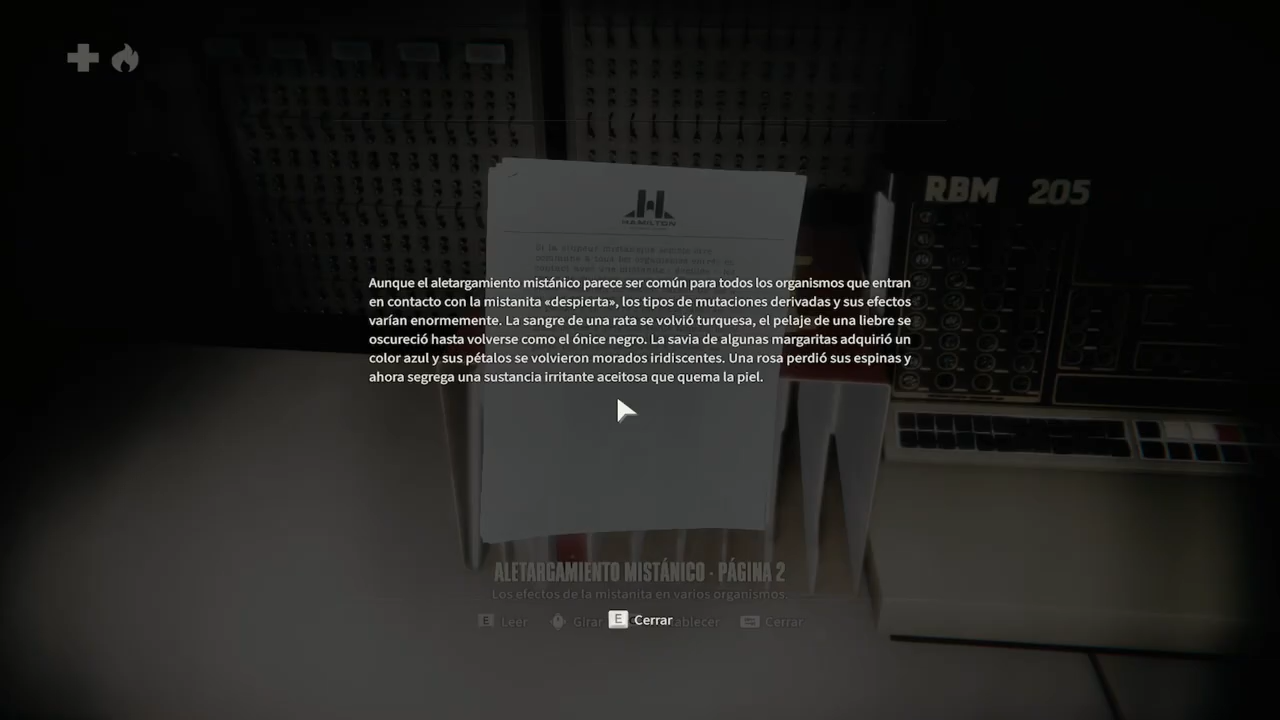 HAMILTON
RBM 205
Aunque el aletargamiento mistánico parece ser común para todos los organismos que entran
en contacto con la mistanita «despierta», los tipos de mutaciones derivadas y sus efectos
varían enormemente. La sangre de una rata se volvió turquesa, el pelaje de una liebre se
oscureció hasta volverse como el ónice negro. La savia de algunas margaritas adquirió un
color azul y sus pétalos se volvieron morados iridiscentes. Una rosa perdió sus espinas y
ahora segrega una sustancia irritante aceitosa que quema la piel.
ALETARGAMIENTO MISTÁNICO · PÁGINA 2
Los efectos de la mistanita en varios organismos.
E Leer Girar E Cerrar Cerrar